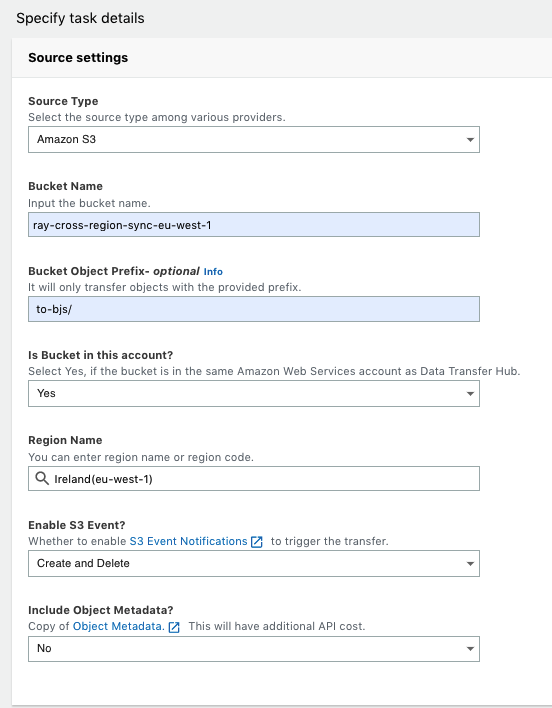 Specify task details
Source settings
Source Type
Select the source type among various providers.
Amazon S3
Bucket Name
Input the bucket name.
ray-cross-region-sync-eu-west-1
Bucket Object Prefix- optional Info
It will only transfer objects with the provided prefix.
to-bjs/
Is Bucket in this account?
Select Yes, if the bucket is in the same Amazon Web Services account as Data Transfer Hub.
Yes
Region Name
You can enter region name or region code.
Ireland(eu-west-1)
Enable S3 Event?
Whether to enable S3 Event Notifications to trigger the transfer.
Create and Delete
Include Object Metadata?
Copy of Object Metadata. This will have additional API cost.
No